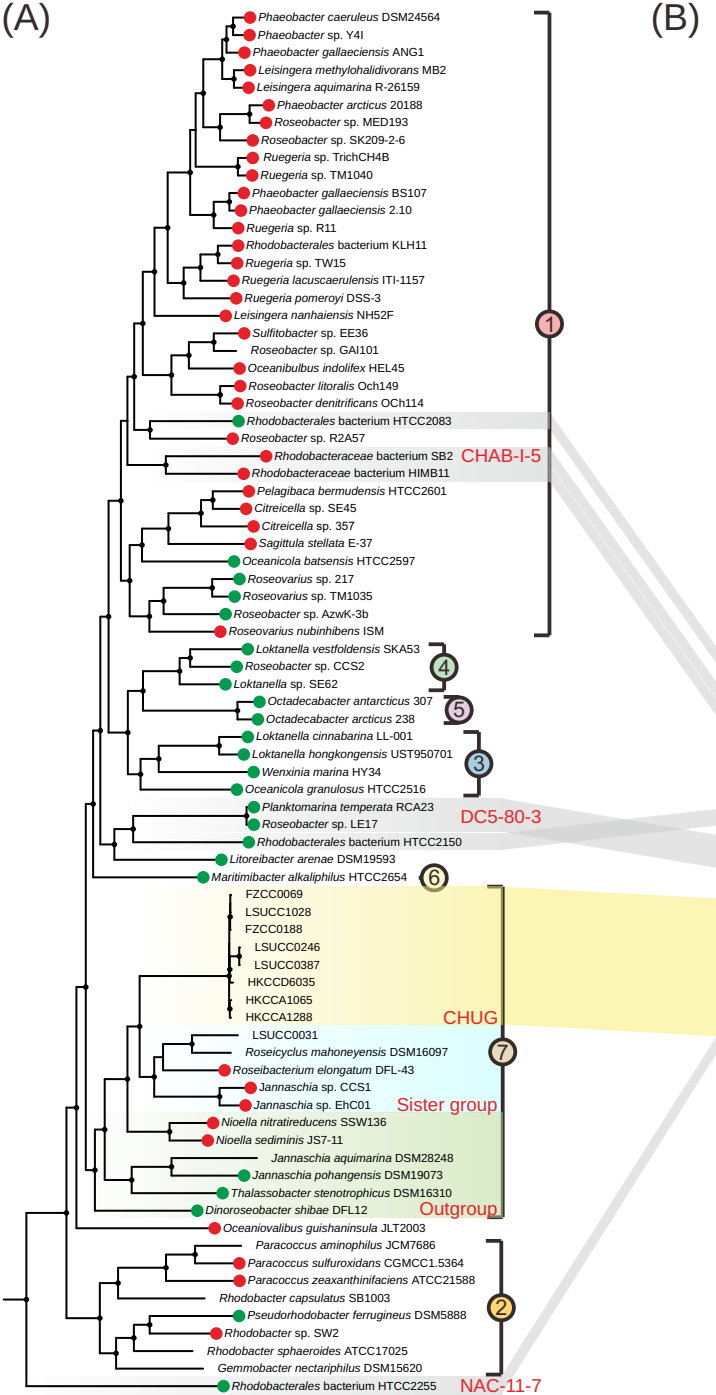 (A) (B)
Phaeobacter caeruleus DSM24564
Phaeobacter sp. Y4I
Phaeobacter gallaeciensis ANG1
Leisingera methylohalidivorans MB2
Leisingera aquimarina R-26159
Phaeobacter arcticus 20188
Roseobacter sp. MED193
Roseobacter sp. SK209-2-6
Ruegeria sp. TrichCH4B
Ruegeria sp. TM1040
Phaeobacter gallaeciensis BS107
Phaeobacter gallaeciensis 2.10
Ruegeria sp. R11
Rhodobacterales bacterium KLH11
Ruegeria sp. TW15
Ruegeria lacuscaerulensis ITI-1157
Ruegeria pomeroyi DSS-3
Leisingera nanhaiensis NH52F
1
Sulfitobacter sp. EE36
Roseobacter sp. GAI101
Oceanibulbus indolifex HEL45
Roseobacter litoralis Och149
Roseobacter denitrificans OCh114
Rhodobacterales bacterium HTCC2083
Roseobacter sp. R2A57
Rhodobacteraceae bacterium SB2 CHAB-I-5
Rhodobacteraceae bacterium HIMB11
Pelagibaca bermudensis HTCC2601
Citreicella sp. SE45
Citreicella sp. 357
Sagittula stellata E-37
Oceanicola batsensis HTCC2597
Roseovarius sp. 217
Roseovarius sp. TM1035
Roseobacter sp. AzwK-3b
Roseovarius nubinhibens ISM
Loktanella vestfoldensis SKA53
Roseobacter sp. CCS2 4
Loktanella sp. SE62
Octadecabacter antarcticus 307
5
Octadecabacter arcticus 238
Loktanella cinnabarina LL-001
Loktanella hongkongensis UST950701
3
Wenxinia marina HY34
Oceanicola granulosus HTCC2516
Planktomarina temperata RCA23
DC5-80-3
Roseobacter sp. LE17
Rhodobacterales bacterium HTCC2150
Litoreibacter arenae DSM19593
Maritimibacter alkaliphilus HTCC2654 6
FZCC0069
LSUCC1028
FZCC0188
LSUCC0246
LSUCC0387
HKCCD6035
HKCCA1065
HKCCA1288 CHUG
LSUCC0031
Roseicyclus mahoneyensis DSM16097 7
Roseibacterium elongatum DFL-43
Jannaschia sp. CCS1
Jannaschia sp. EhC01 Sister group
Nioella nitratireducens SSW136
Nioella sediminis JS7-11
Jannaschia aquimarina DSM28248
Jannaschia pohangensis DSM19073
Thalassobacter stenotrophicus DSM16310
Dinoroseobacter shibae DFL12 Outgroup
Oceaniovalibus guishaninsula JLT2003
Paracoccus aminophilus JCM7686
Paracoccus sulfuroxidans CGMCC1.5364
Paracoccus zeaxanthinifaciens ATCC21588
Rhodobacter capsulatus SB1003
2
Pseudorhodobacter ferrugineus DSM5888
Rhodobacter sp. SW2
Rhodobacter sphaeroides ATCC17025
Gemmobacter nectariphilus DSM15620
Rhodobacterales bacterium HTCC2255 NAC-11-7